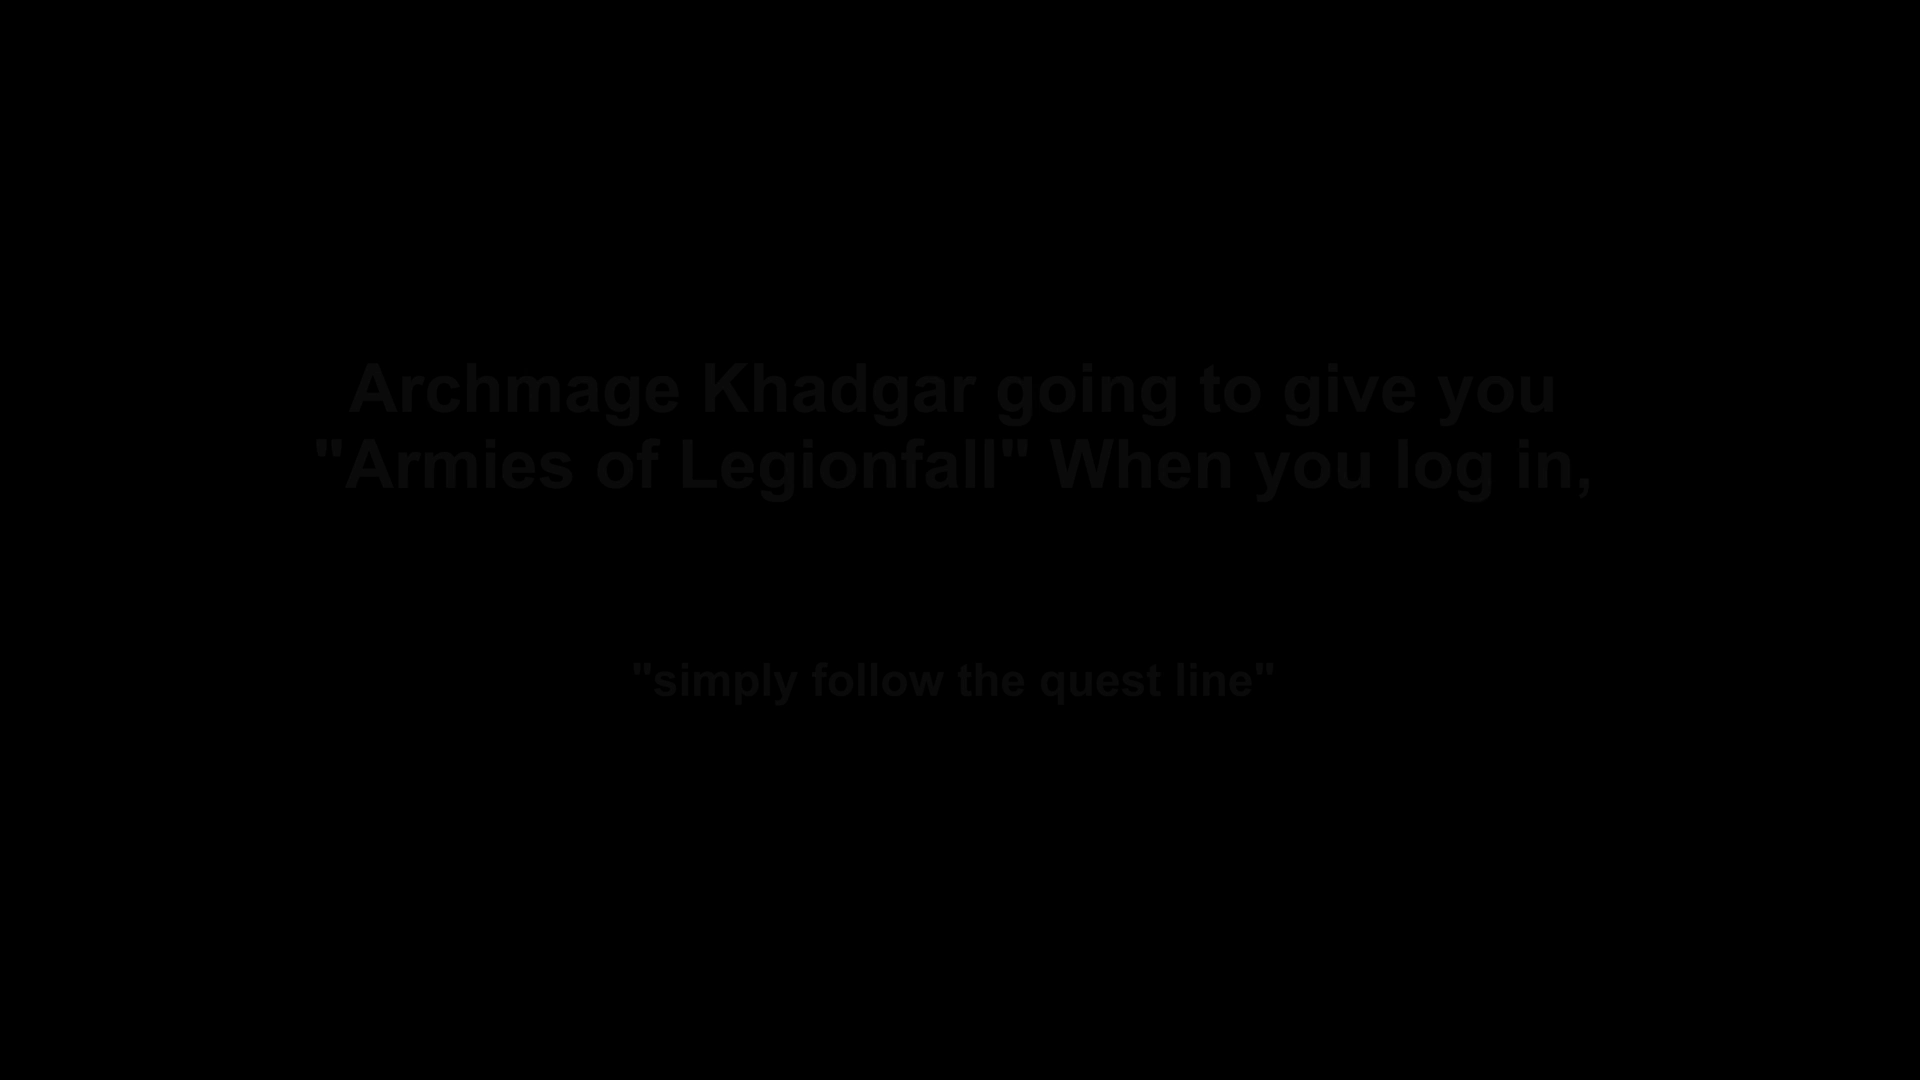 Archmage Khadgar going to give you
"Armies of Legionfall" When you log in,
"simply follow the quest line"